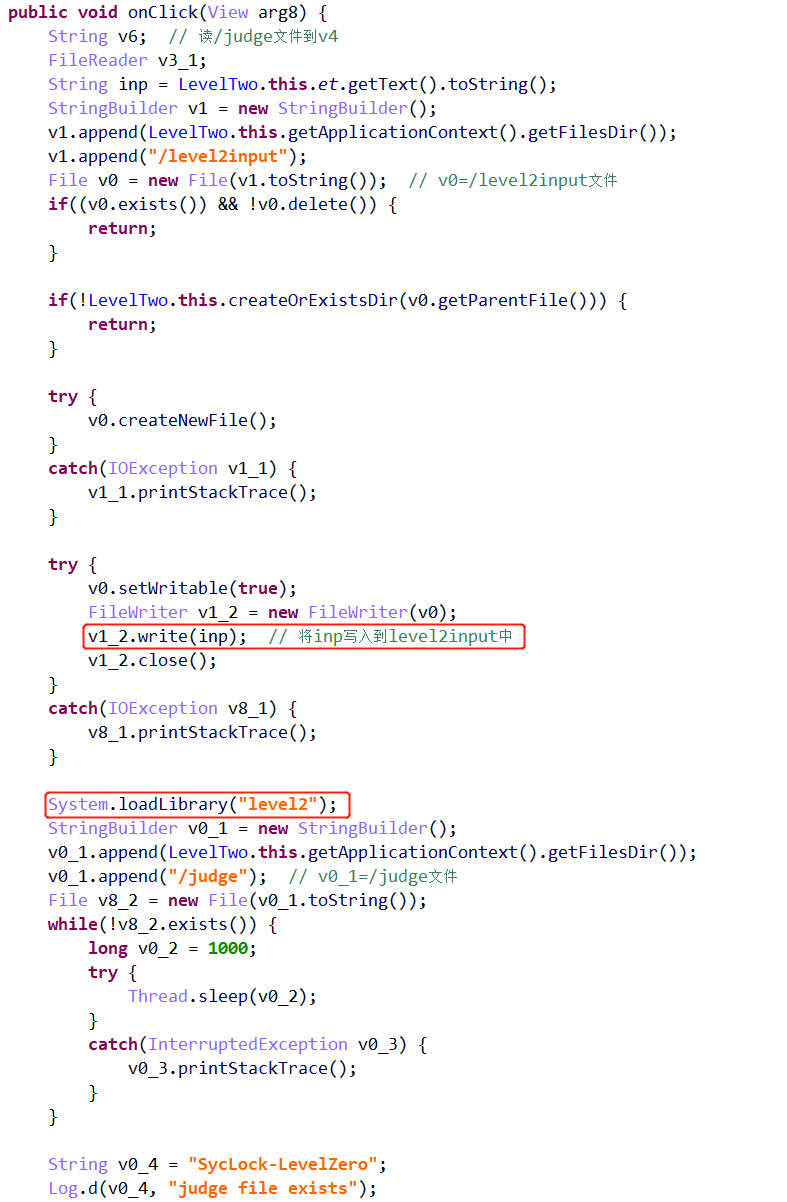 public void onClick(View arg8) {
    String v6;  // 读/judge文件到v4
    FileReader v3_1;
    String inp = LevelTwo.this.et.getText().toString();
    StringBuilder v1 = new StringBuilder();
    v1.append(LevelTwo.this.getApplicationContext().getFilesDir());
    v1.append("/level2input");
    File v0 = new File(v1.toString());  // v0=/level2input文件
    if((v0.exists()) && !v0.delete()) {
        return;
    }

    if(!LevelTwo.this.createOrExistsDir(v0.getParentFile())) {
        return;
    }

    try {
        v0.createNewFile();
    }
    catch(IOException v1_1) {
        v1_1.printStackTrace();
    }

    try {
        v0.setWritable(true);
        FileWriter v1_2 = new FileWriter(v0);
        v1_2.write(inp);  // 将inp写入到level2input中
        v1_2.close();
    }
    catch(IOException v8_1) {
        v8_1.printStackTrace();
    }

    System.loadLibrary("level2");
    StringBuilder v0_1 = new StringBuilder();
    v0_1.append(LevelTwo.this.getApplicationContext().getFilesDir());
    v0_1.append("/judge");  // v0_1=/judge文件
    File v8_2 = new File(v0_1.toString());
    while(!v8_2.exists()) {
        long v0_2 = 1000;
        try {
            Thread.sleep(v0_2);
        }
        catch(InterruptedException v0_3) {
            v0_3.printStackTrace();
        }
    }

    String v0_4 = "SycLock-LevelZero";
    Log.d(v0_4, "judge file exists");